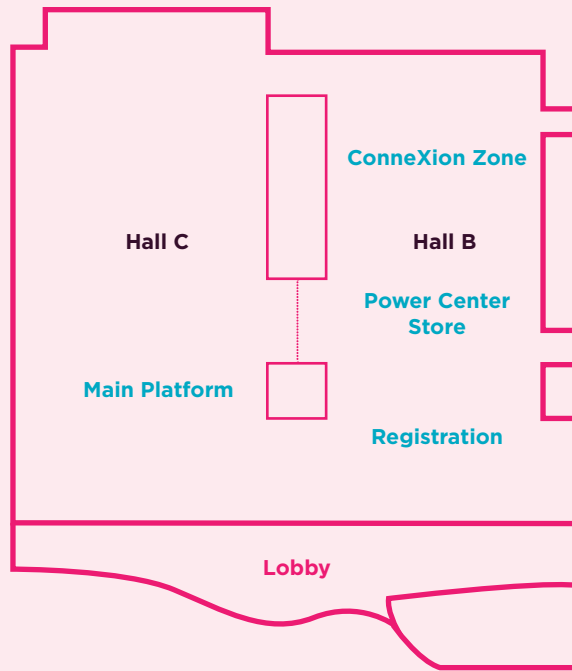 ConneXion Zone
Hall C
Hall B
Power Center
Store
Main Platform
Registration
Lobby